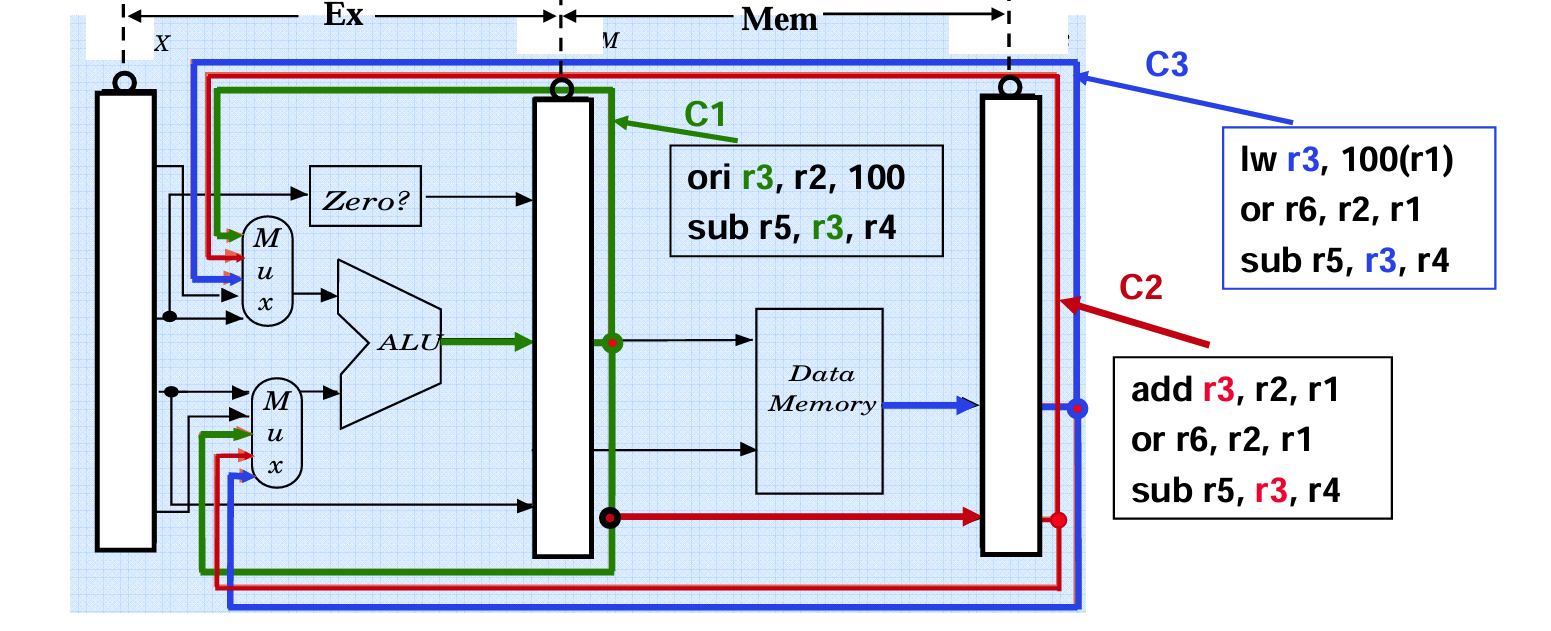 Ex
Mem
X
M
C3
C1
ori r3, r2, 100
sub r5, r3, r4
lw r3, 100(r1)
or r6, r2, r1
sub r5, r3, r4
Zero?
M
u
x
ALU
C2
Data
Memory
add r3, r2, r1
or r6, r2, r1
sub r5, r3, r4
M
u
x